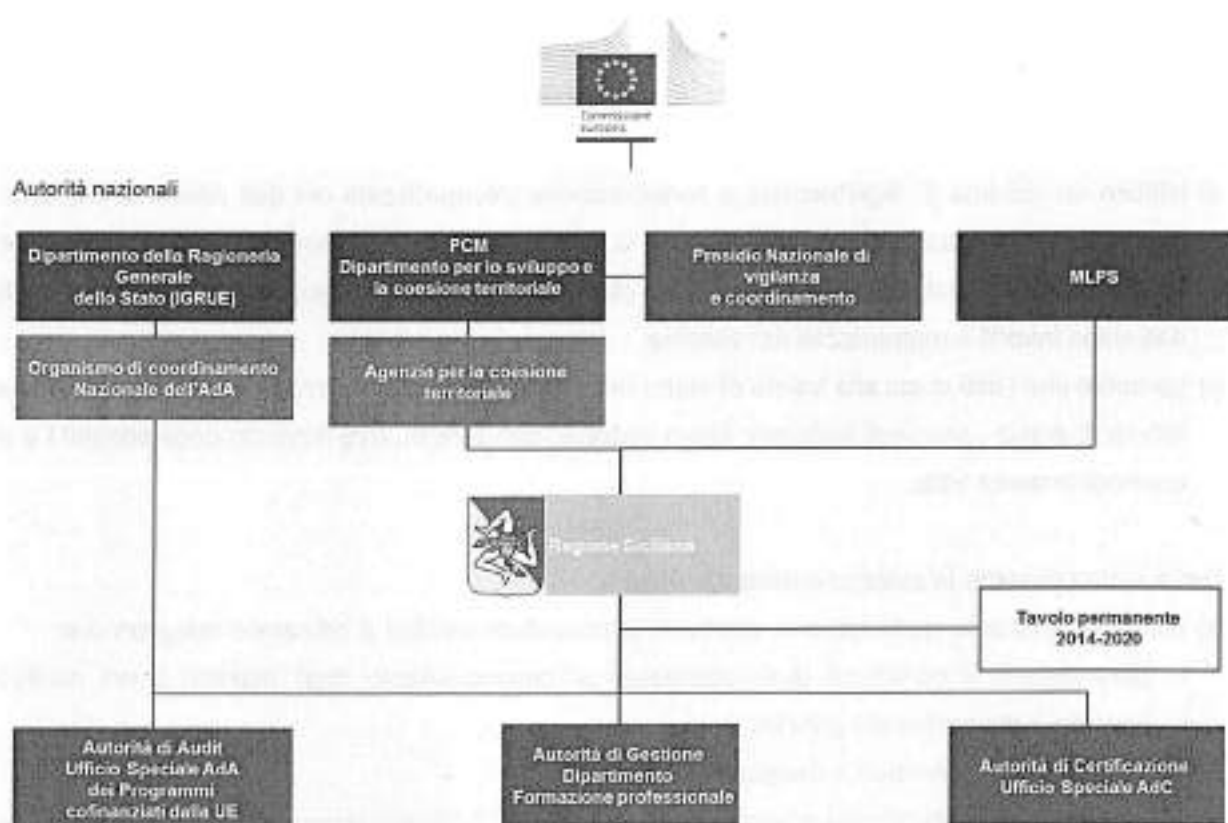 Commissione
europea
Autorità nazionali
Dipartimento della Ragioneria
Generale
dello Stato (IGRUE)
PCM
Dipartimento per lo sviluppo e
la coesione territoriale
Presidio Nazionale di
vigilanza
e coordinamento
MLPS
Organismo di coordinamento
Nazionale dell'AdA
Agenzia per la coesione
territoriale
Tavolo permanente
2014-2020
Autorità di Audit
Ufficio Speciale AdA
dei Programmi
cofinanziati dalla UE
Autorità di Gestione
Dipartimento
Formazione professionale
Autorità di Certificazione
Ufficio Speciale AdC